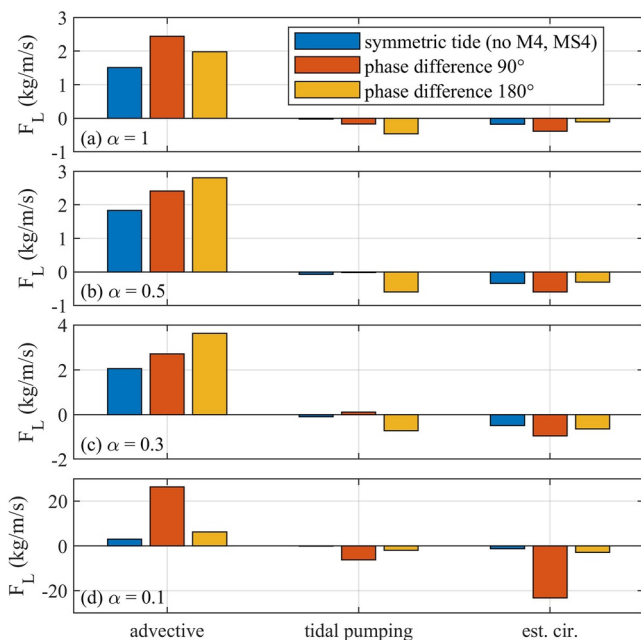 3
2
1
0
-1
F_L (kg/m/s)
symmetric tide (no M4, MS4)
phase difference 90°
phase difference 180°
(a) α = 1
3
2
1
0
-1
F_L (kg/m/s)
(b) α = 0.5
4
2
0
-2
F_L (kg/m/s)
(c) α = 0.3
20
0
-20
F_L (kg/m/s)
(d) α = 0.1
advective tidal pumping est. cir.